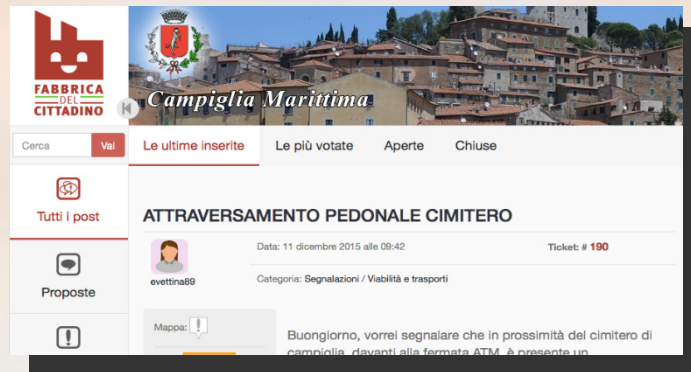 FABBRICA
DEL
CITTADINO
Campiglia Marittima
Cerca
Vai
Le ultime inserite
Le più votate
Aperte
Chiuse
Tutti i post
Proposte
ATTRAVERSAMENTO PEDONALE CIMITERO
evettina89
Data: 11 dicembre 2015 alle 09:42
Ticket: # 190
Categoria: Segnalazioni / Viabilità e trasporti
Mappa:
Buongiorno, vorrei segnalare che in prossimità del cimitero di
campiglia, davanti alla fermata ATM, è presente un